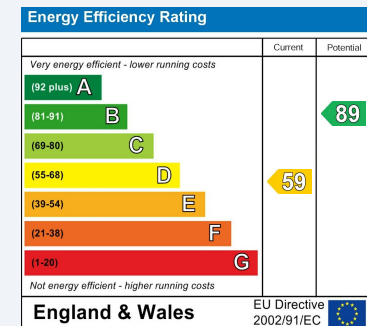 Energy Efficiency Rating
Current Potential
Very energy efficient - lower running costs
(92 plus) A
(81-91) B
89
(69-80) C
(55-68) D
59
(39-54) E
(21-38) F
(1-20) G
Not energy efficient - higher running costs
England & Wales
EU Directive
2002/91/EC